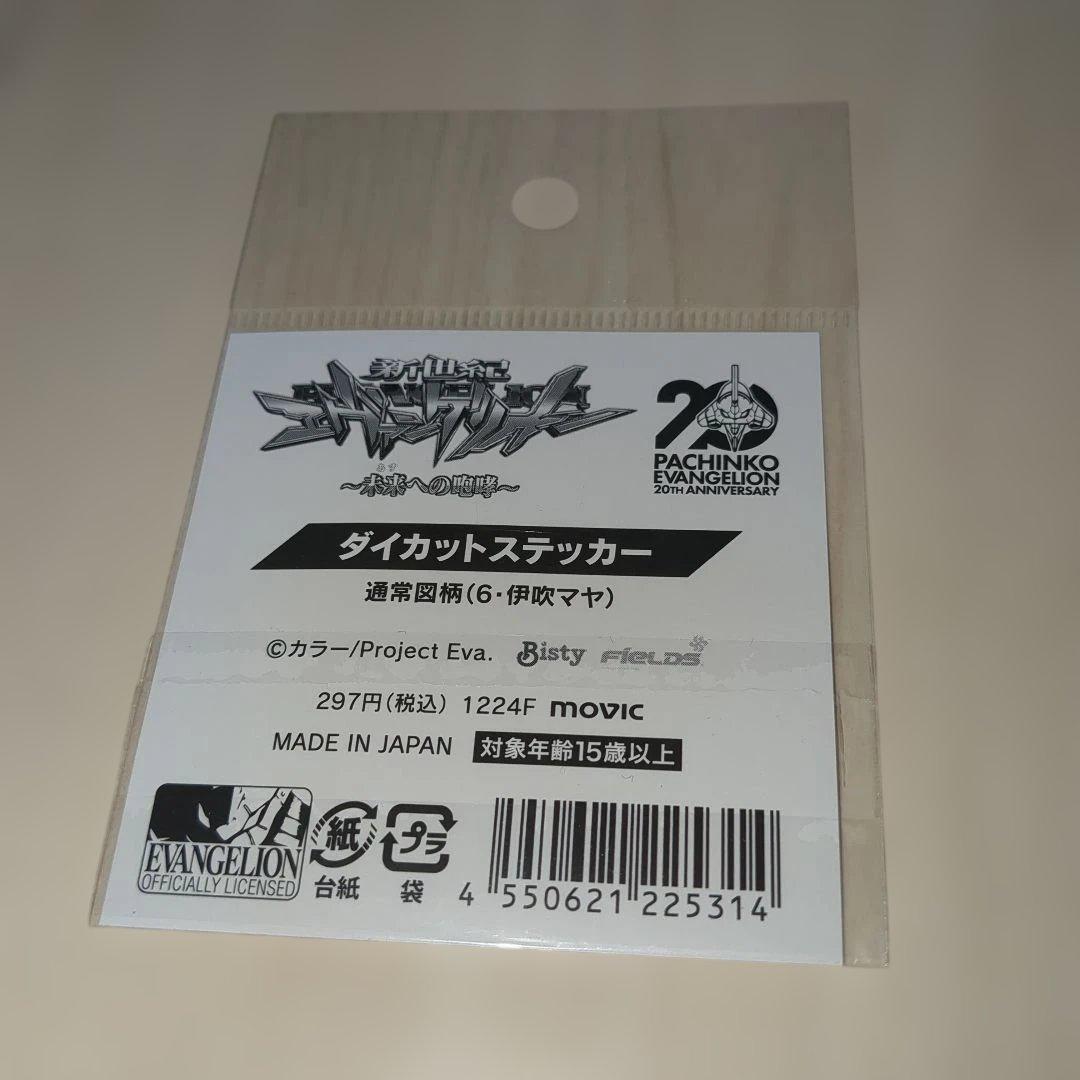 新世紀
エヴァンゲリオン
～未来への咆哮～
あす
20
PACHINKO
EVANGELION
20TH ANNIVERSARY
ダイカットステッカー
通常図柄（6・伊吹マヤ）
©カラー/Project Eva. Bisty FIELDS
297円（税込） 1224F movic
MADE IN JAPAN 対象年齢15歳以上
EVANGELION
OFFICIALLY LICENSED
紙
台紙
プラ
袋
4 550621 225314